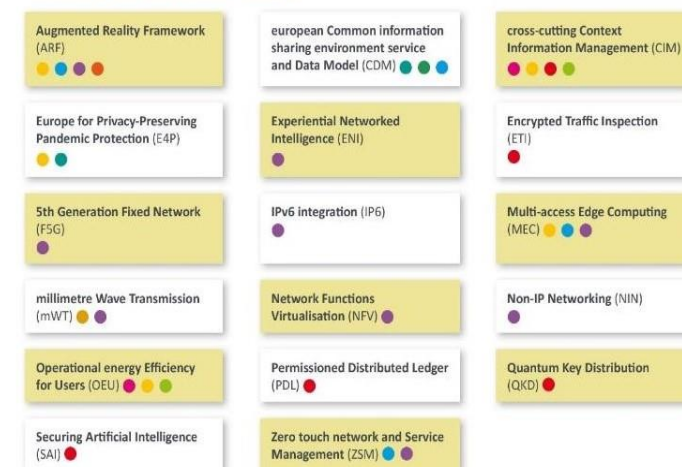 Augmented Reality Framework
(ARF)
european Common information
sharing environment service
and Data Model (CDM)
cross-cutting Context
Information Management (CIM)
Europe for Privacy-Preserving
Pandemic Protection (E4P)
Experiential Networked
Intelligence (ENI)
Encrypted Traffic Inspection
(ETI)
5th Generation Fixed Network
(F5G)
IPv6 integration (IP6)
Multi-access Edge Computing
(MEC)
millimetre Wave Transmission
(mWT)
Network Functions
Virtualisation (NFV)
Non-IP Networking (NIN)
Operational energy Efficiency
for Users (OEU)
Permissioned Distributed Ledger
(PDL)
Quantum Key Distribution
(QKD)
Securing Artificial Intelligence
(SAI)
Zero touch network and Service
Management (ZSM)